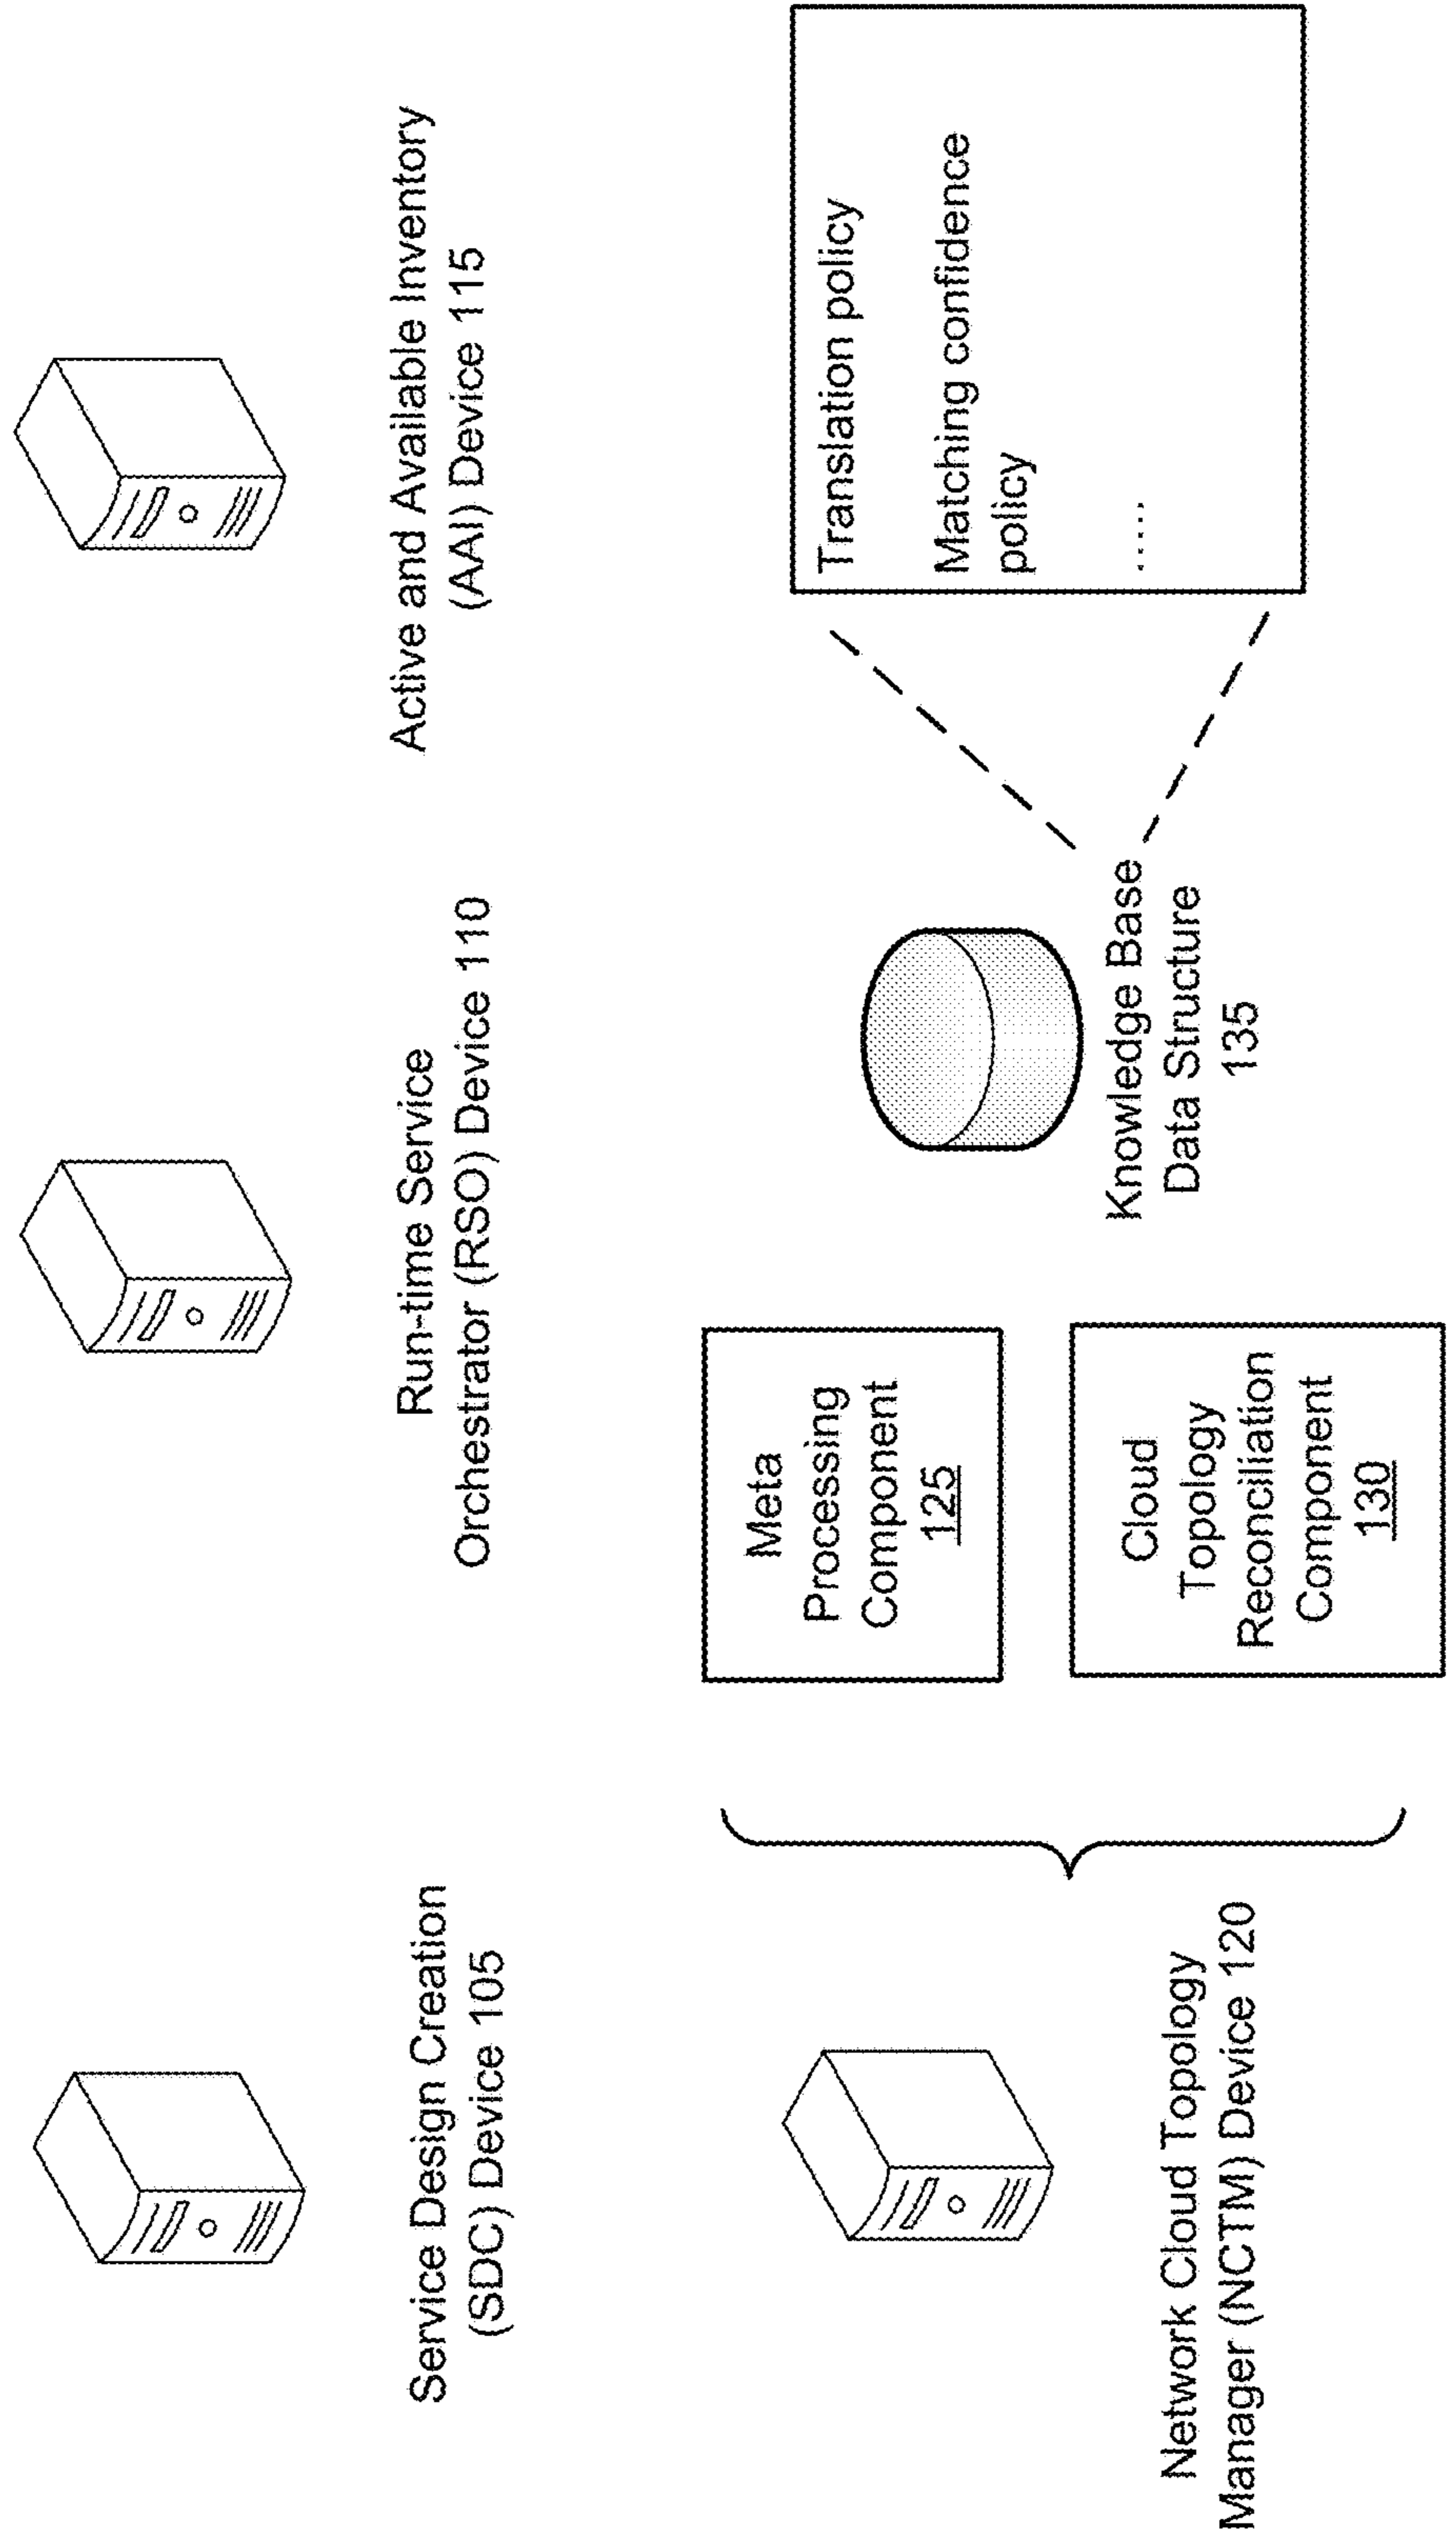 Service Design Creation
(SDC) Device 105
Run-time Service
Orchestrator (RSO) Device 110
Active and Available Inventory
(AAI) Device 115
Network Cloud Topology
Manager (NCTM) Device 120
Meta
Processing
Component
125
Cloud
Topology
Reconciliation
Component
130
Knowledge Base
Data Structure
135
Translation policy
Matching confidence
policy
.....